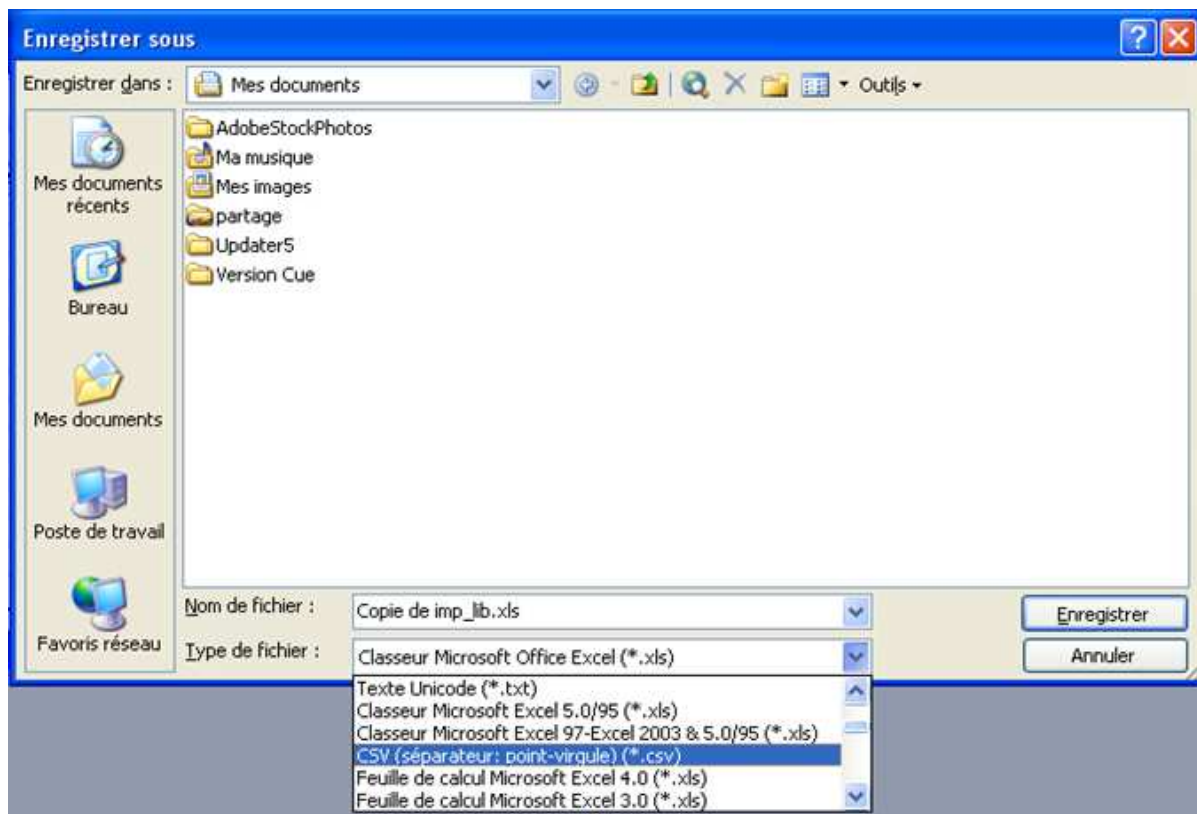 Enregistrer sous
Enregistrer dans :
Mes documents
Outils
Mes documents récents
Bureau
Mes documents
Poste de travail
Favoris réseau
AdobeStockPhotos
Ma musique
Mes images
partage
Updater5
Version Cue
Nom de fichier :
Copie de imp_lib.xls
Enregistrer
Type de fichier :
Classeur Microsoft Office Excel (*.xls)
Annuler
Texte Unicode (*.txt)
Classeur Microsoft Excel 5.0/95 (*.xls)
Classeur Microsoft Excel 97-Excel 2003 & 5.0/95 (*.xls)
CSV (séparateur: point-virgule) (*.csv)
Feuille de calcul Microsoft Excel 4.0 (*.xls)
Feuille de calcul Microsoft Excel 3.0 (*.xls)